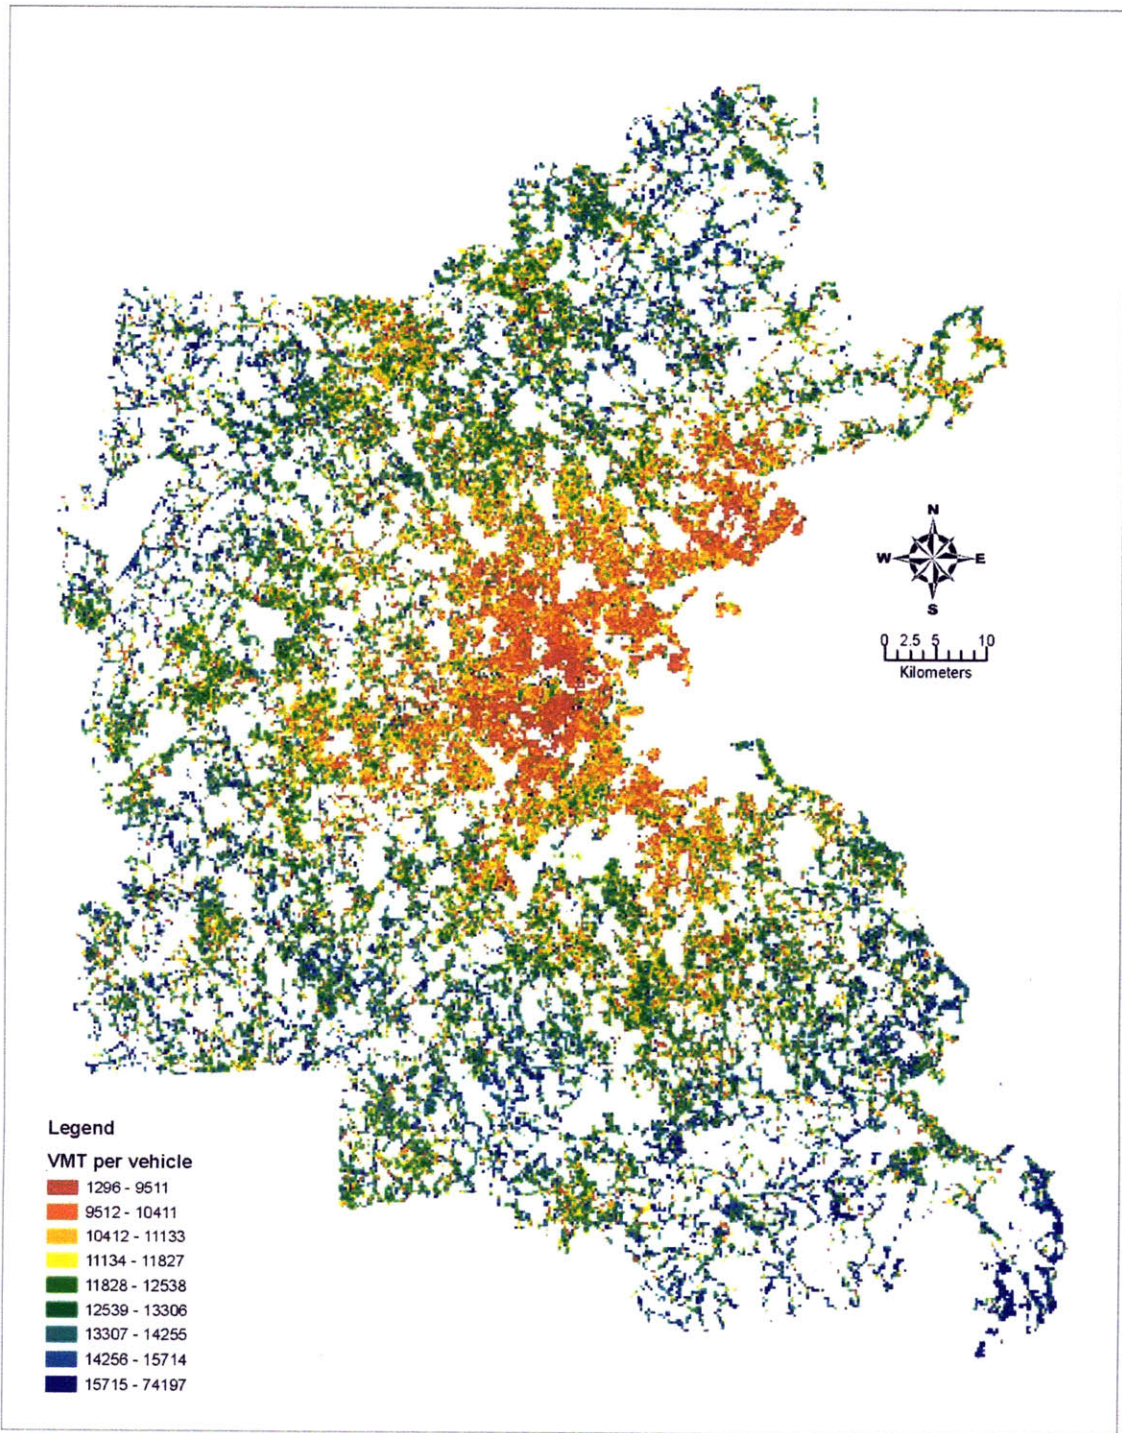 N
W E
S
0 2.5 5 10
Kilometers
Legend
VMT per vehicle
1296 - 9511
9512 - 10411
10412 - 11133
11134 - 11827
11828 - 12538
12539 - 13306
13307 - 14255
14256 - 15714
15715 - 74197